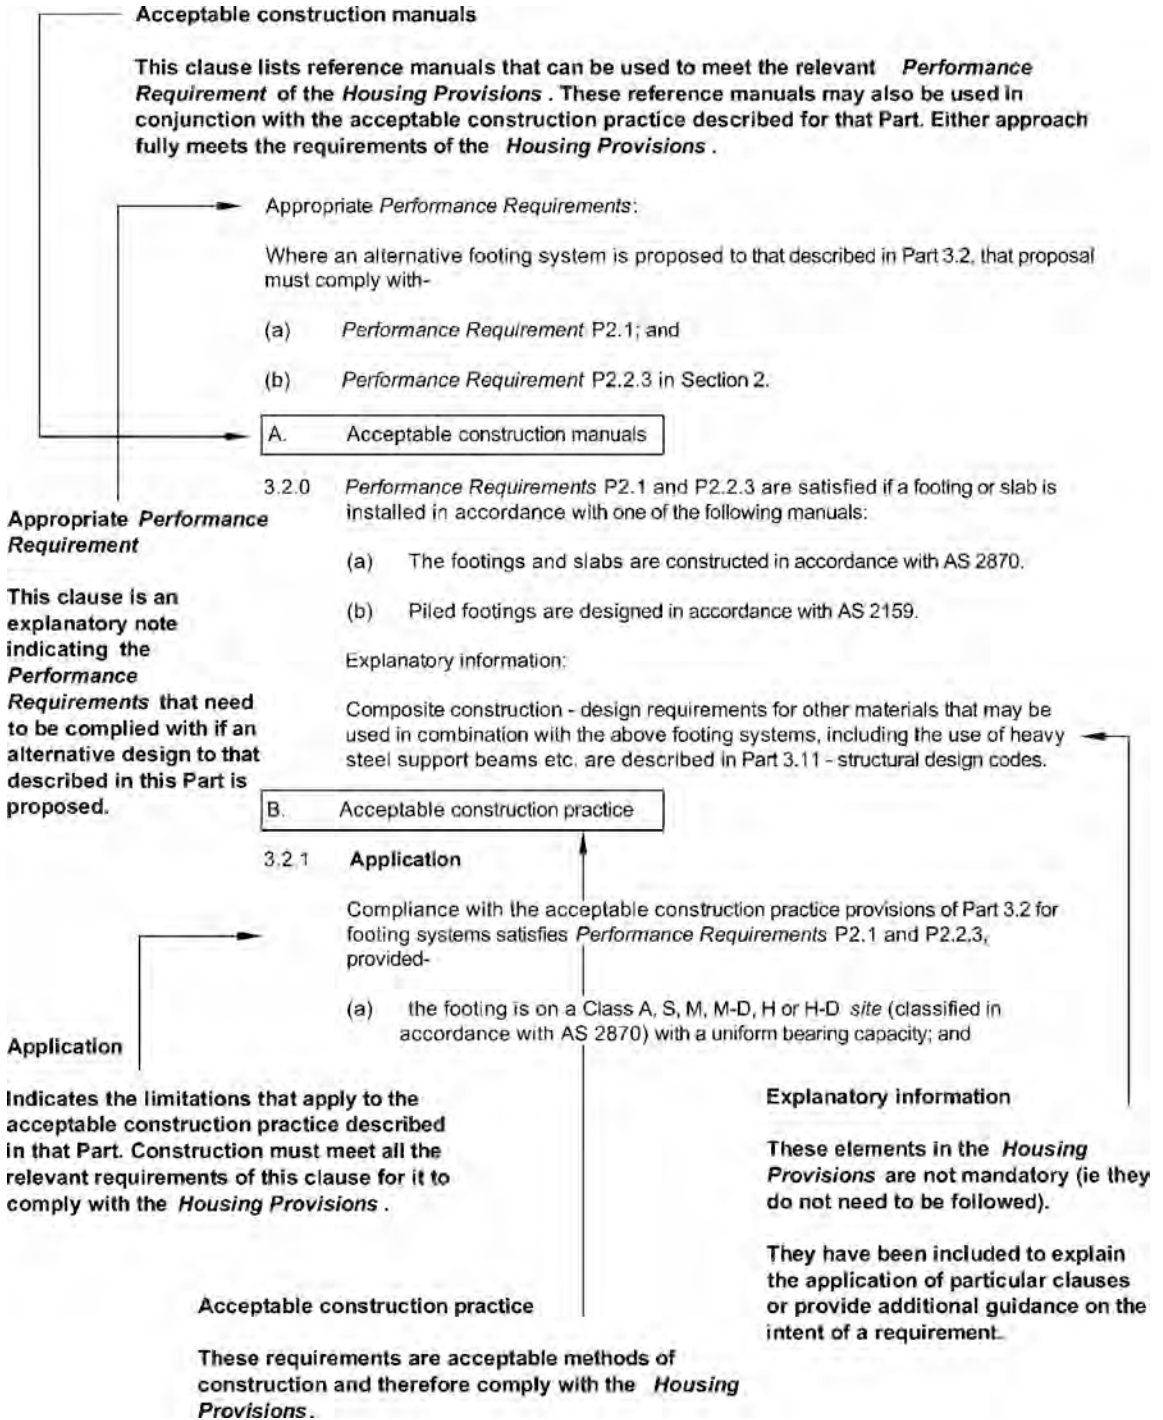 Acceptable construction manuals
This clause lists reference manuals that can be used to meet the relevant Performance
Requirement of the Housing Provisions . These reference manuals may also be used in
conjunction with the acceptable construction practice described for that Part. Either approach
fully meets the requirements of the Housing Provisions .
Appropriate Performance Requirements:
Where an alternative footing system is proposed to that described in Part 3.2, that proposal
must comply with-
(a) Performance Requirement P2.1; and
(b) Performance Requirement P2.2.3 in Section 2.
A. Acceptable construction manuals
3.2.0 Performance Requirements P2.1 and P2.2.3 are satisfied if a footing or slab is
installed in accordance with one of the following manuals:
(a) The footings and slabs are constructed in accordance with AS 2870.
(b) Piled footings are designed in accordance with AS 2159.
Explanatory information:
Composite construction - design requirements for other materials that may be
used in combination with the above footing systems, including the use of heavy
steel support beams etc. are described in Part 3.11 - structural design codes.
Appropriate Performance
Requirement
This clause is an
explanatory note
indicating the
Performance
Requirements that need
to be complied with if an
alternative design to that
described in this Part is
proposed.
B. Acceptable construction practice
3.2.1 Application
Compliance with the acceptable construction practice provisions of Part 3.2 for
footing systems satisfies Performance Requirements P2.1 and P2.2.3,
provided-
(a) the footing is on a Class A, S, M, M-D, H or H-D site (classified in
accordance with AS 2870) with a uniform bearing capacity; and
Application
Indicates the limitations that apply to the
acceptable construction practice described
in that Part. Construction must meet all the
relevant requirements of this clause for it to
comply with the Housing Provisions .
Explanatory information
These elements in the Housing
Provisions are not mandatory (ie they
do not need to be followed).
They have been included to explain
the application of particular clauses
or provide additional guidance on the
intent of a requirement.
Acceptable construction practice
These requirements are acceptable methods of
construction and therefore comply with the Housing
Provisions.